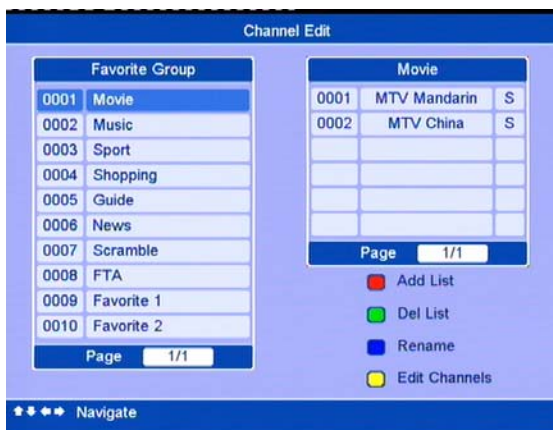 Channel Edit
Favorite Group
0001 Movie
0002 Music
0003 Sport
0004 Shopping
0005 Guide
0006 News
0007 Scramble
0008 FTA
0009 Favorite 1
0010 Favorite 2
Page 1/1
Movie
0001 MTV Mandarin S
0002 MTV China S
Page 1/1
Add List
Del List
Rename
Edit Channels
Navigate